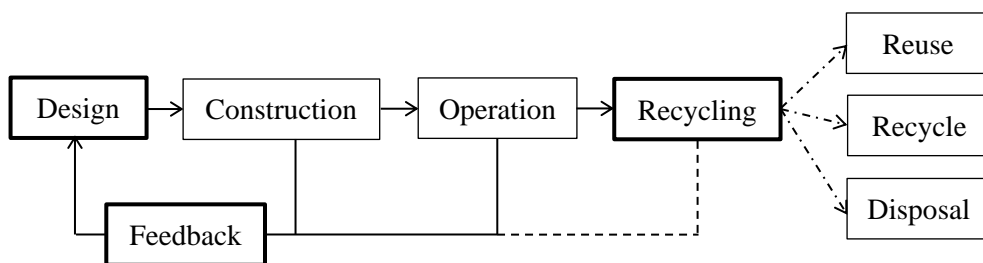 Design
Construction
Operation
Recycling
Reuse
Recycle
Disposal
Feedback